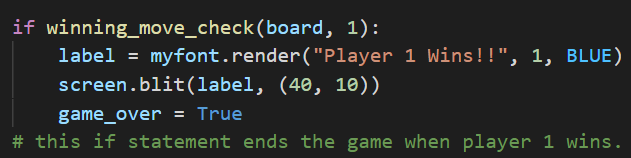 if winning_move_check(board, 1):
    label = myfont.render("Player 1 Wins!!", 1, BLUE)
    screen.blit(label, (40, 10))
    game_over = True
# this if statement ends the game when player 1 wins.